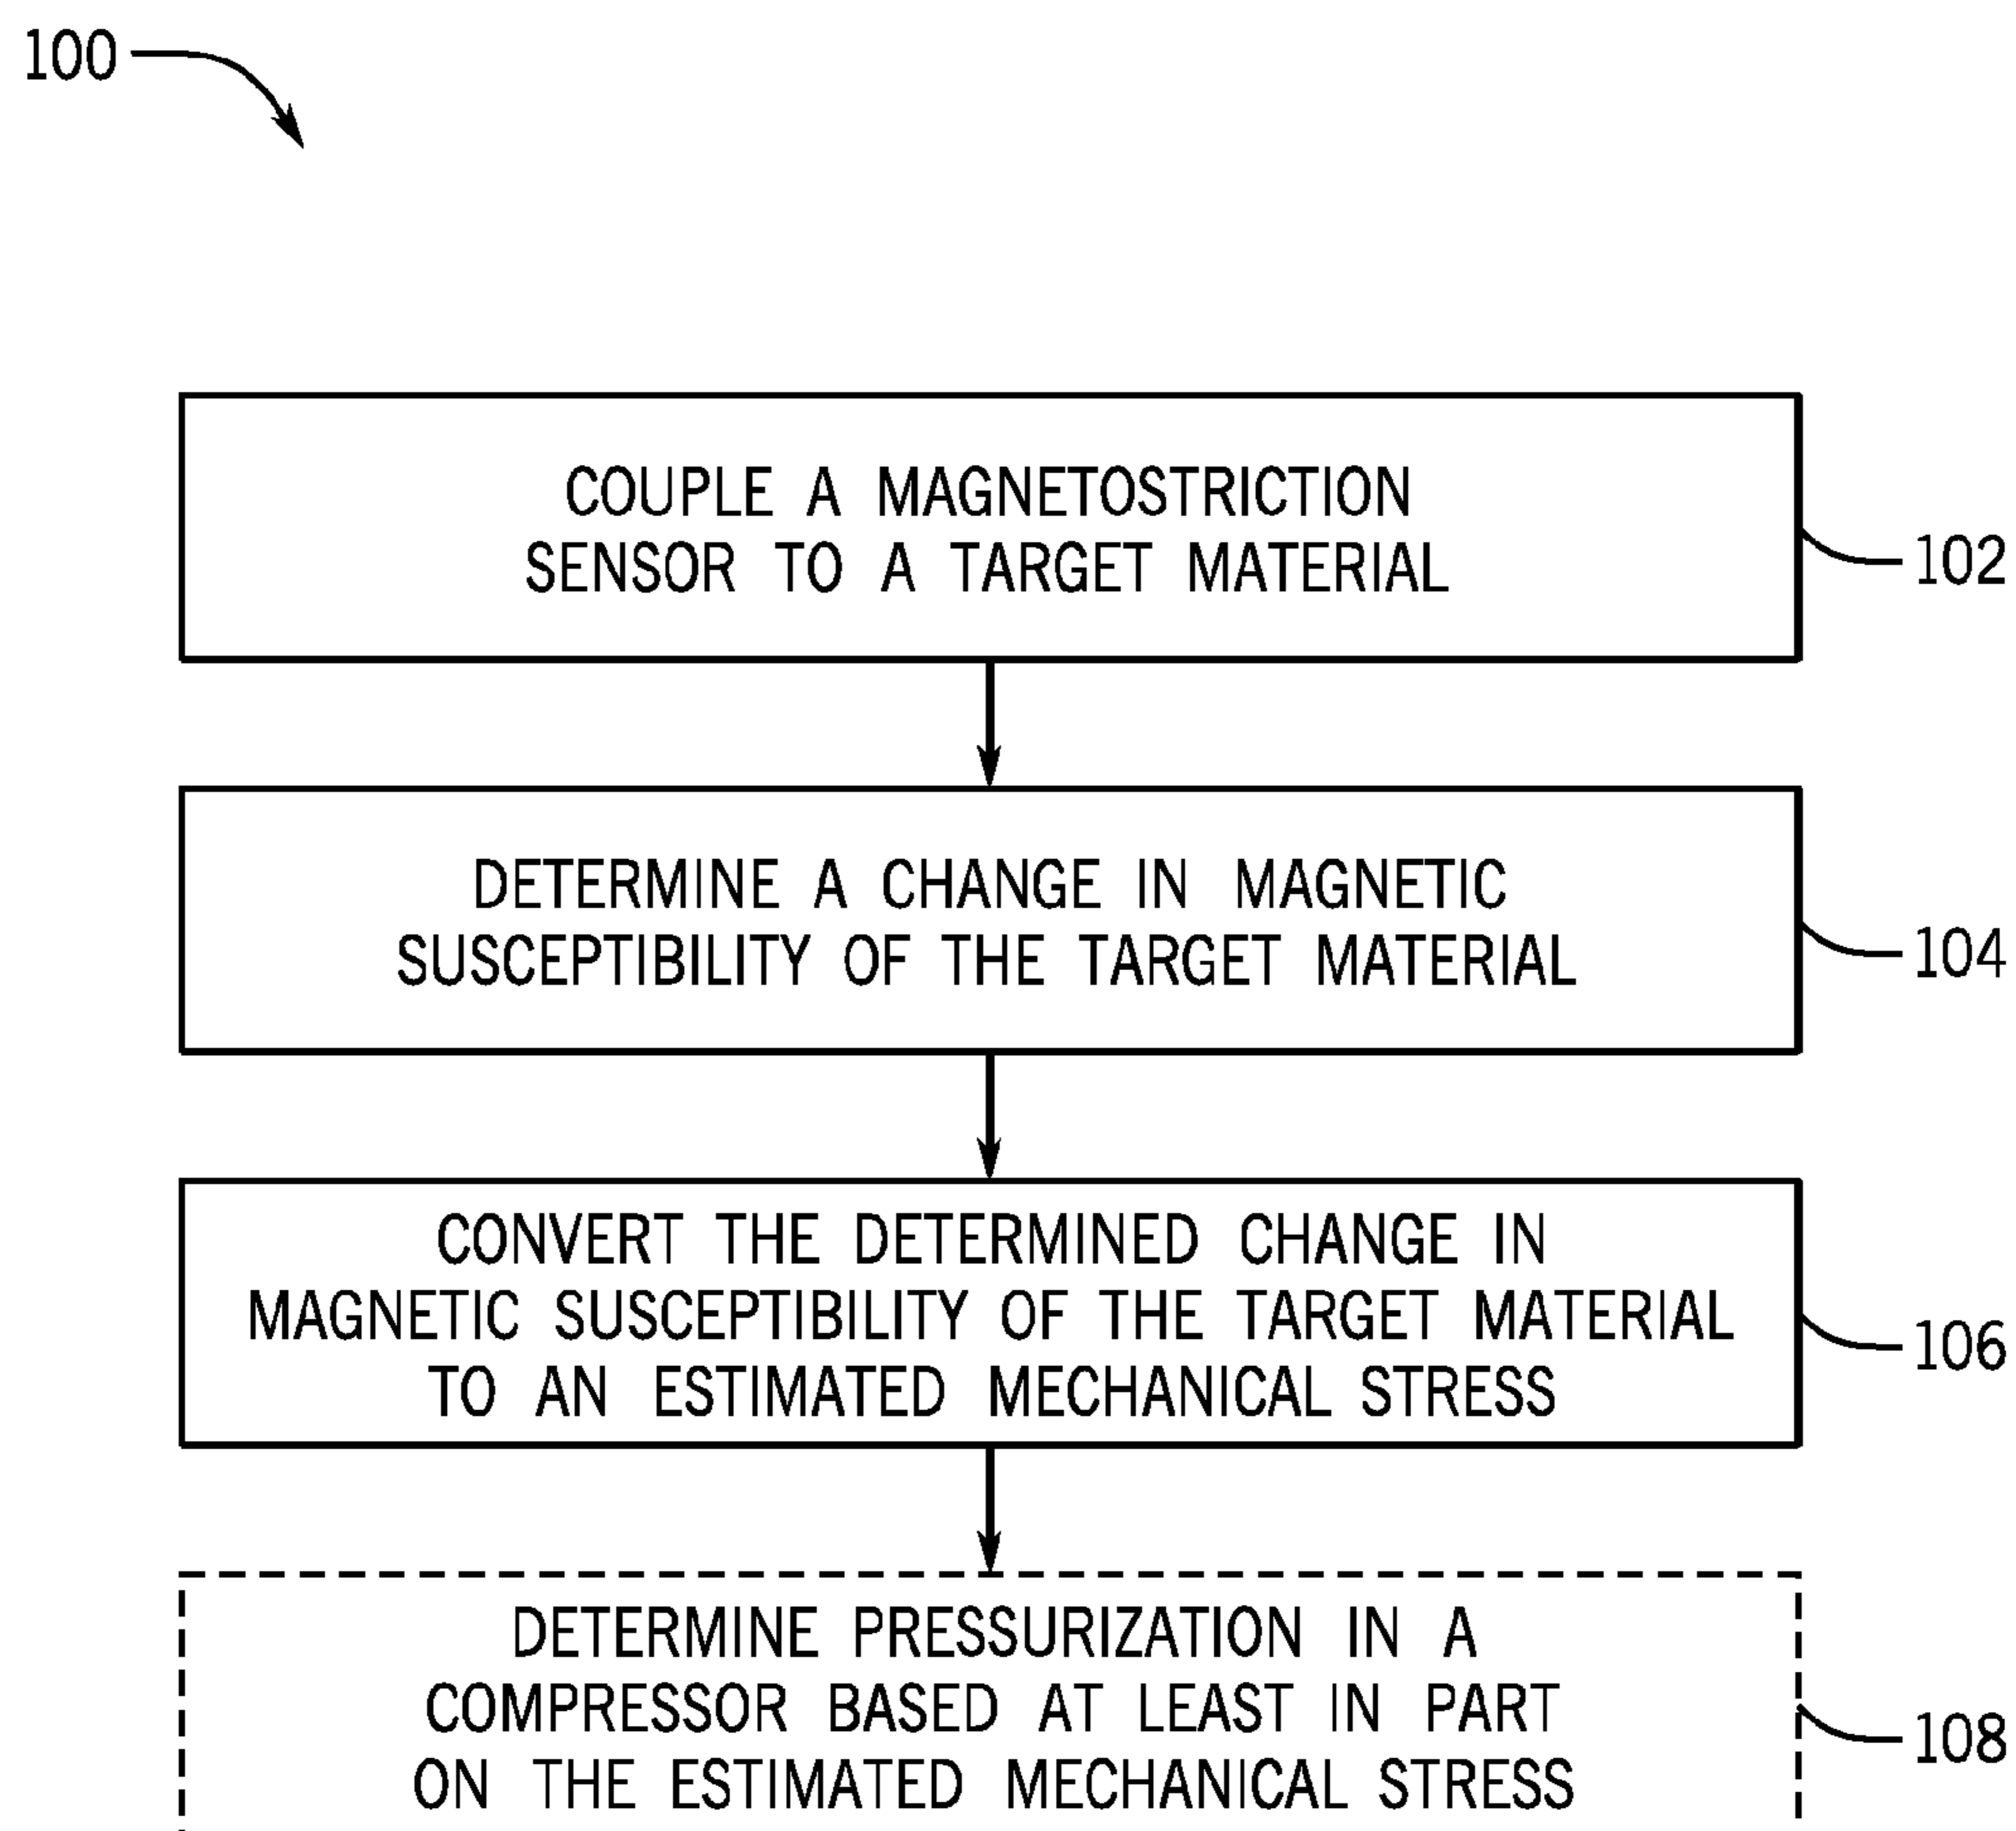 100
COUPLE A MAGNETOSTRICTION
SENSOR TO A TARGET MATERIAL
102
DETERMINE A CHANGE IN MAGNETIC
SUSCEPTIBILITY OF THE TARGET MATERIAL
104
CONVERT THE DETERMINED CHANGE IN
MAGNETIC SUSCEPTIBILITY OF THE TARGET MATERIAL
TO AN ESTIMATED MECHANICAL STRESS
106
DETERMINE PRESSURIZATION IN A
COMPRESSOR BASED AT LEAST IN PART
ON THE ESTIMATED MECHANICAL STRESS
108